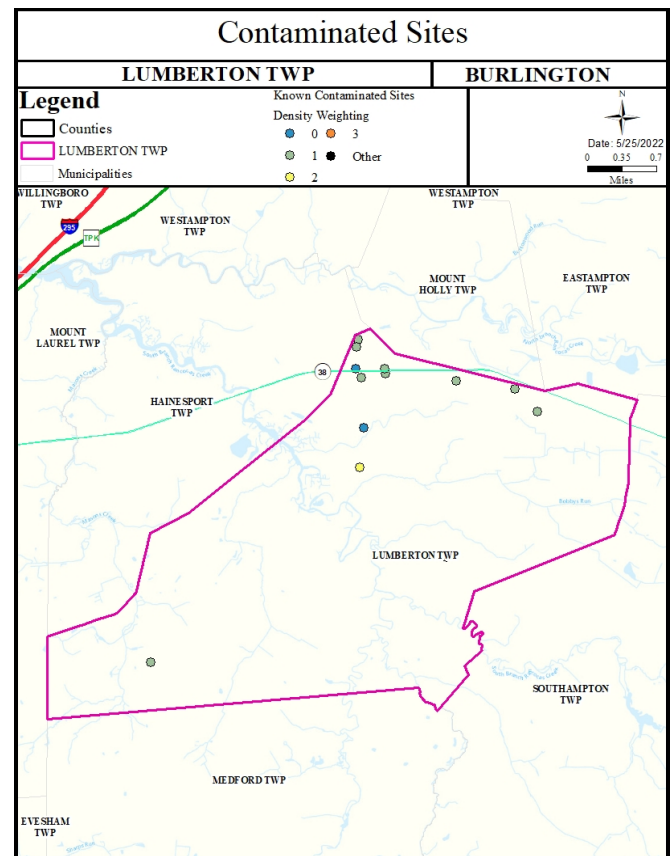 Contaminated Sites
LUMBERTON TWP
BURLINGTON
Legend
Counties
LUMBERTON TWP
Municipalities
Known Contaminated Sites
Density Weighting
0 3
1 Other
2
N
Date: 5/25/2022
0 0.35 0.7
Miles
WILLINGBORO
TWP
WESTAMPTON
TWP
295
TPK
WESTAMPTON
TWP
MOUNT
HOLLY TWP
EASTAMPTON
TWP
MOUNT
LAUREL TWP
38
HAINESPORT
TWP
LUMBERTON TWP
SOUTHAMPTON
TWP
MEDFORD TWP
EVESHAM
TWP